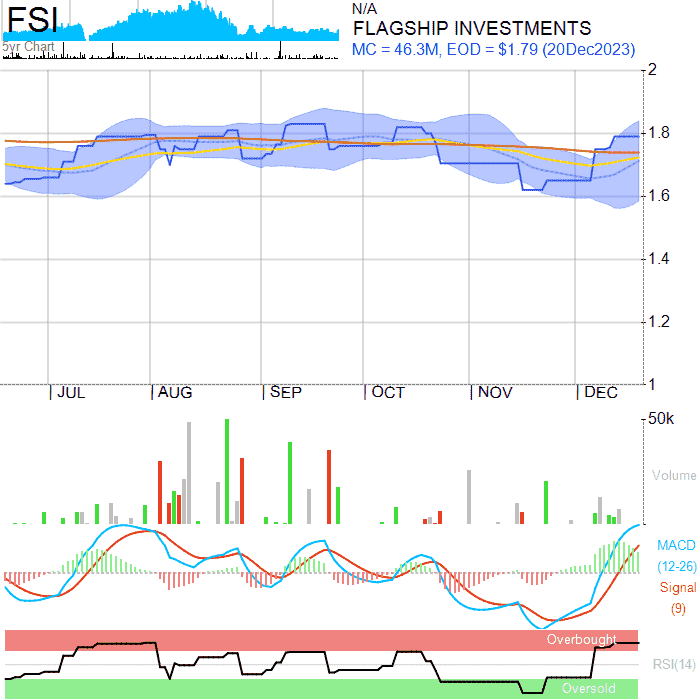 FSI
5yr Chart
N/A
FLAGSHIP INVESTMENTS
MC = 46.3M, EOD = $1.79 (20Dec2023)
2
1.8
1.6
1.4
1.2
1
JUL
AUG
SEP
OCT
NOV
DEC
50k
Volume
MACD
(12-26)
Signal
(9)
Overbought
RSI(14)
Oversold